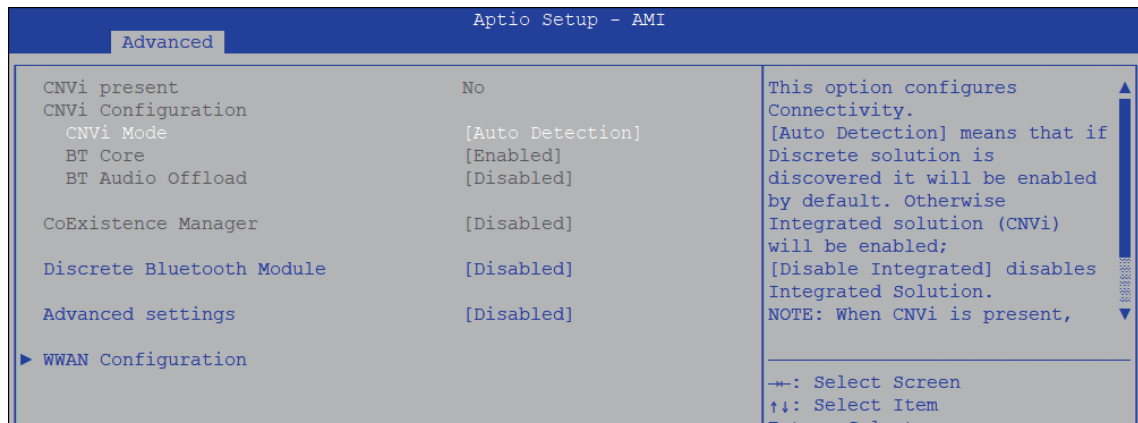 Aptio Setup - AMI
Advanced
CNVi present No
CNVi Configuration
CNVi Mode [Auto Detection]
BT Core [Enabled]
BT Audio Offload [Disabled]
CoExistence Manager [Disabled]
Discrete Bluetooth Module [Disabled]
Advanced settings [Disabled]
► WWAN Configuration
This option configures
Connectivity.
[Auto Detection] means that if
Discrete solution is
discovered it will be enabled
by default. Otherwise
Integrated solution (CNVi)
will be enabled;
[Disable Integrated] disables
Integrated Solution.
NOTE: When CNVi is present,
→←: Select Screen
↑↓: Select Item